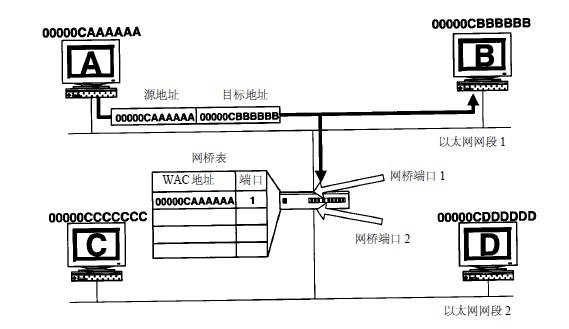 00000CAAAAAA
00000CBBBBBB
A
B
源地址
目标地址
00000CAAAAAA
00000CBBBBBB
以太网网段 1
网桥表
WAC 地址
端口
00000CAAAAAA
1
网桥端口 1
网桥端口 2
00000CCCCCCC
00000CDDDDDD
C
D
以太网网段 2